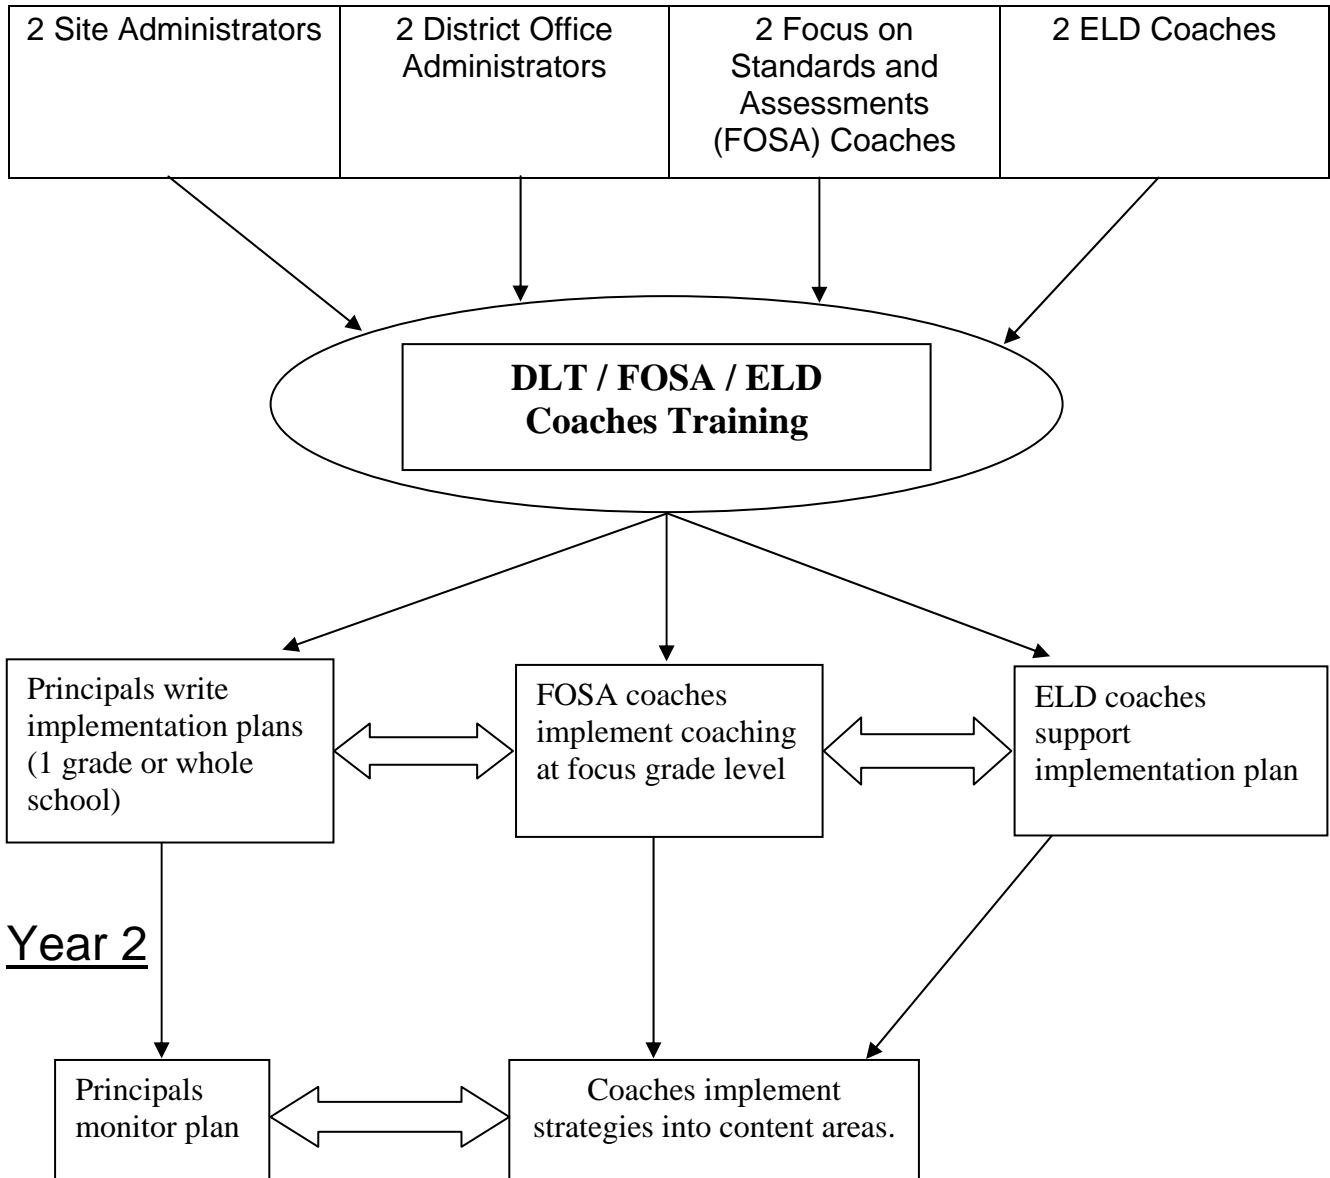 2 Site Administrators
2 District Office
Administrators
2 Focus on
Standards and
Assessments
(FOSA) Coaches
2 ELD Coaches
DLT / FOSA / ELD
Coaches Training
Principals write
implementation plans
(1 grade or whole
school)
FOSA coaches
implement coaching
at focus grade level
ELD coaches
support
implementation plan
Year 2
Principals
monitor plan
Coaches implement
strategies into content areas.